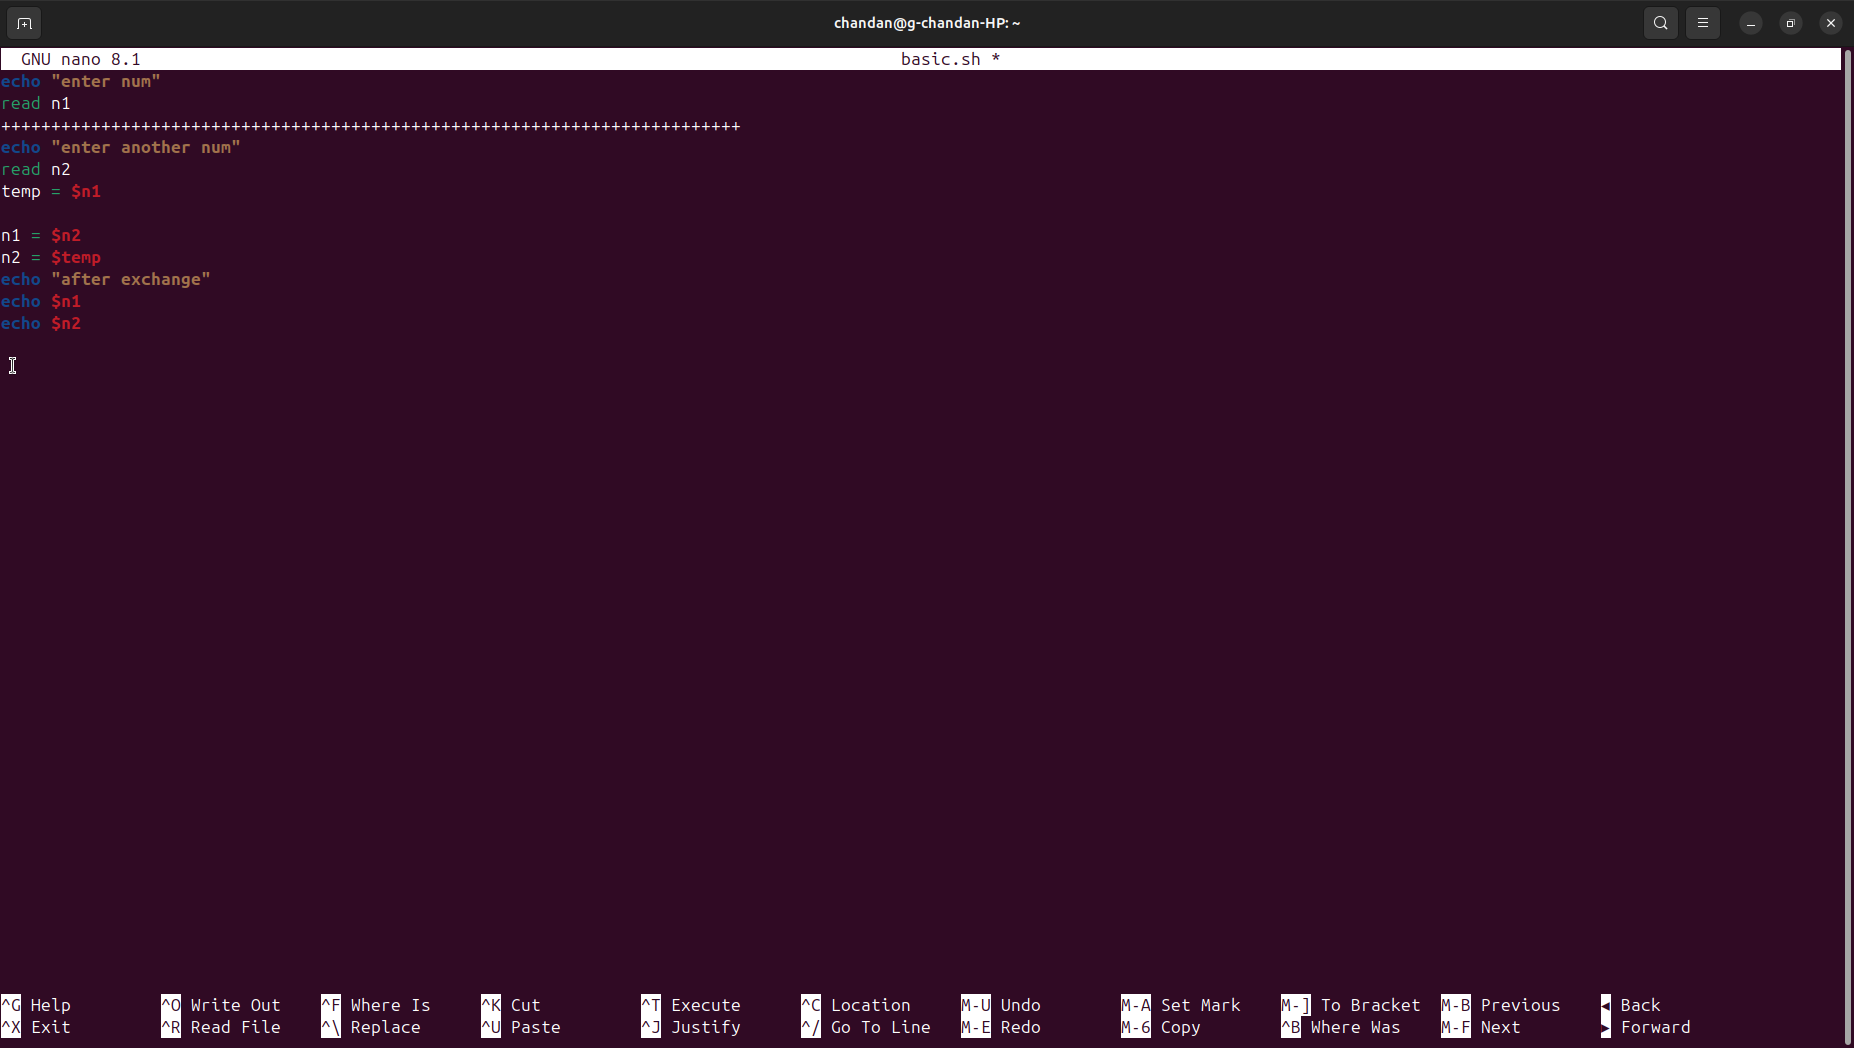 chandan@g-chandan-HP: ~
GNU nano 8.1 basic.sh *
echo "enter num"
read n1
++++++++++++++++++++++++++++++++++++++++++++++++++++++++++++++++++++++++++
echo "enter another num"
read n2
temp = $n1
n1 = $n2
n2 = $temp
echo "after exchange"
echo $n1
echo $n2
^G Help ^O Write Out ^F Where Is ^K Cut ^T Execute ^C Location M-U Undo M-A Set Mark M-] To Bracket M-B Previous ◂ Back
^X Exit ^R Read File ^\ Replace ^U Paste ^J Justify ^/ Go To Line M-E Redo M-6 Copy ^B Where Was M-F Next ▸ Forward